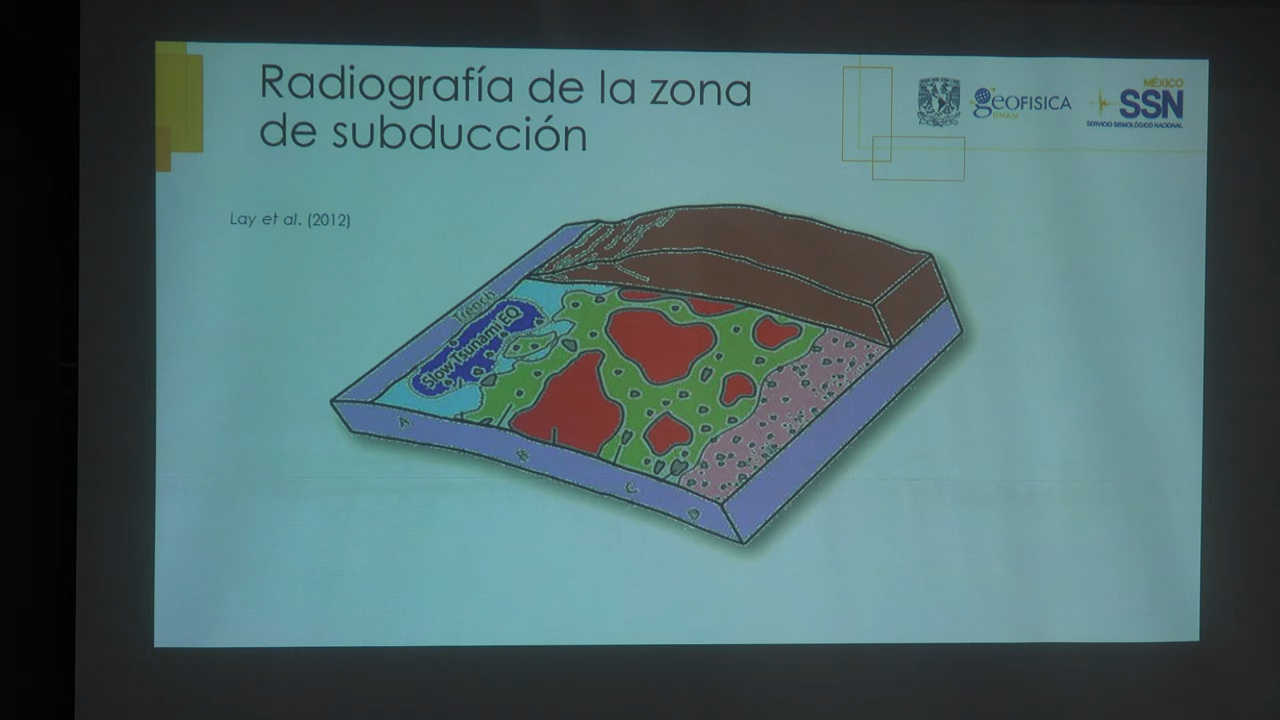 Radiografía de la zona
de subducción
geOFISICA
UNAM
MÉXICO
SSN
SERVICIO SISMOLÓGICO NACIONAL
Lay et al. (2012)
Trench
Slow Tsunami EQ
A
B
C
D